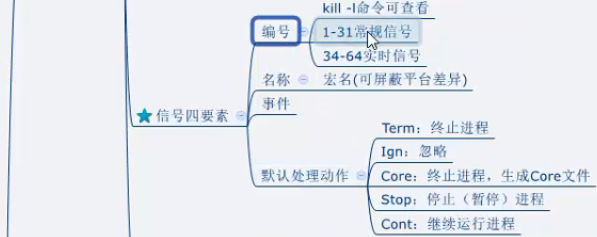 kill -l命令可查看
编号
1-31常规信号
34-64实时信号
名称
宏名(可屏蔽平台差异)
信号四要素
事件
Term：终止进程
Ign：忽略
默认处理动作
Core：终止进程，生成Core文件
Stop：停止（暂停）进程
Cont：继续运行进程